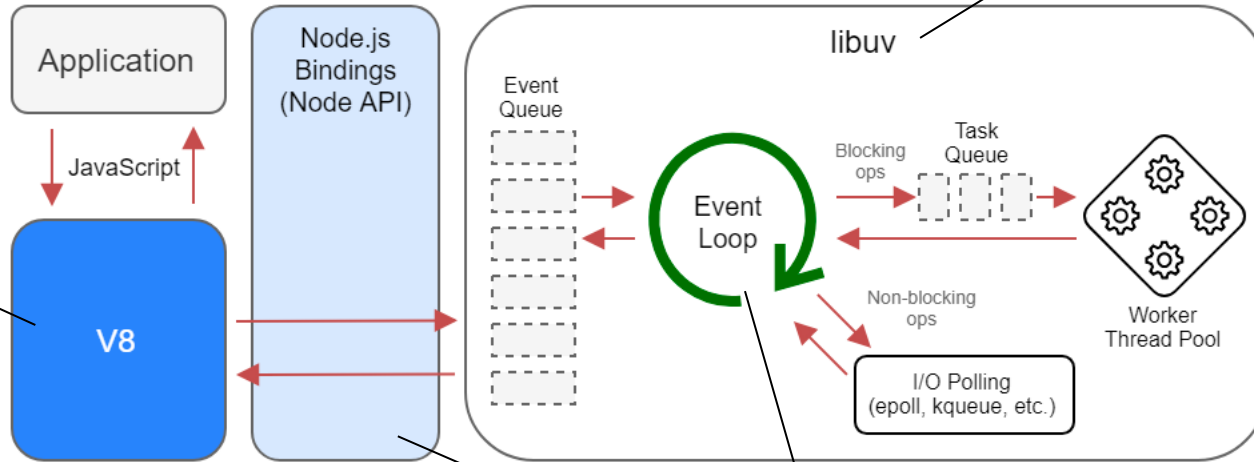 Application
JavaScript
V8
Node.js
Bindings
(Node API)
libuv
Event
Queue
Event
Loop
Blocking
ops
Task
Queue
Worker
Thread Pool
Non-blocking
ops
I/O Polling
(epoll, kqueue, etc.)